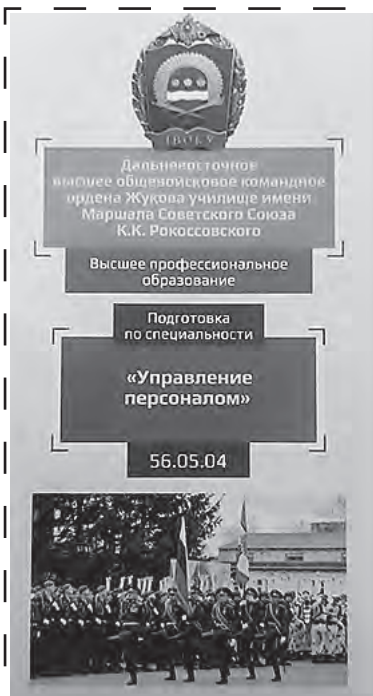 ДВОКУ
Дальневосточное
высшее общевойсковое командное
ордена Жукова училище имени
Маршала Советского Союза
К.К. Рокоссовского
Высшее профессиональное
образование
Подготовка
по специальности
«Управление
персоналом»
56.05.04